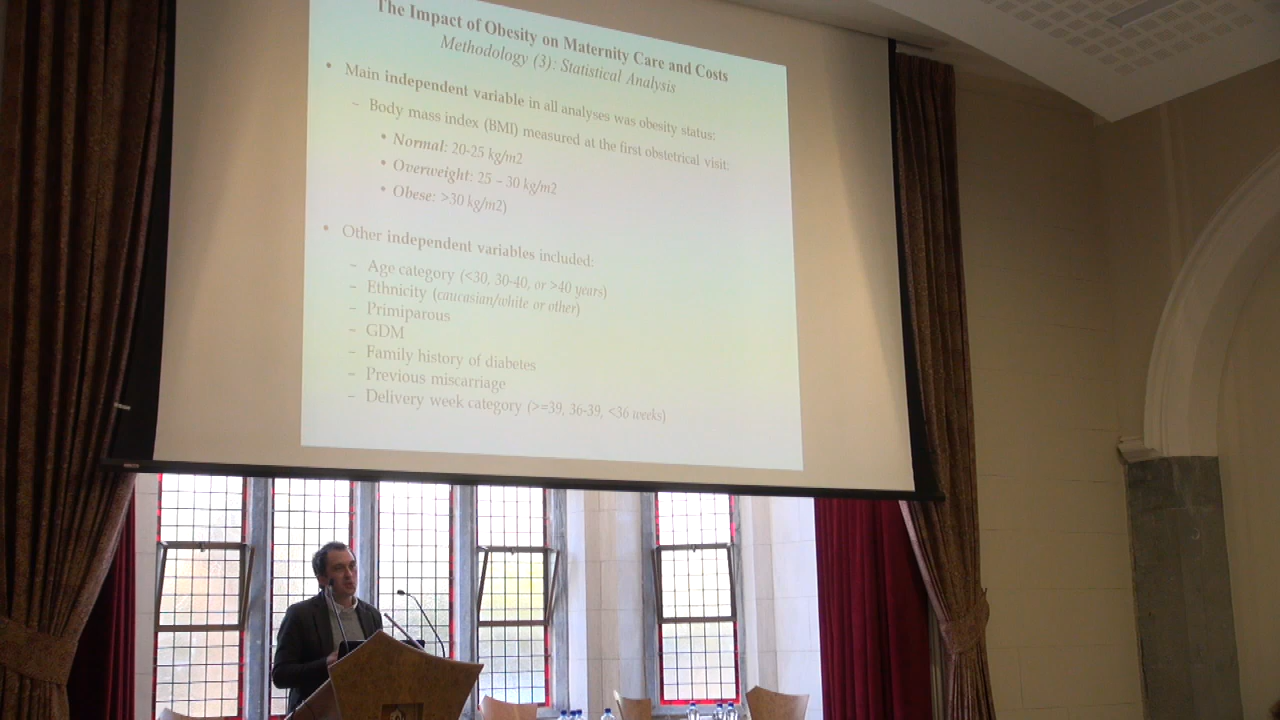 The Impact of Obesity on Maternity Care and Costs
Methodology (3): Statistical Analysis
• Main independent variable in all analyses was obesity status:
– Body mass index (BMI) measured at the first obstetrical visit:
• Normal: 20-25 kg/m2
• Overweight: 25 – 30 kg/m2
• Obese: >30 kg/m2)
• Other independent variables included:
– Age category (<30, 30-40, or >40 years)
– Ethnicity (caucasian/white or other)
– Primiparous
– GDM
– Family history of diabetes
– Previous miscarriage
– Delivery week category (>=39, 36-39, <36 weeks)